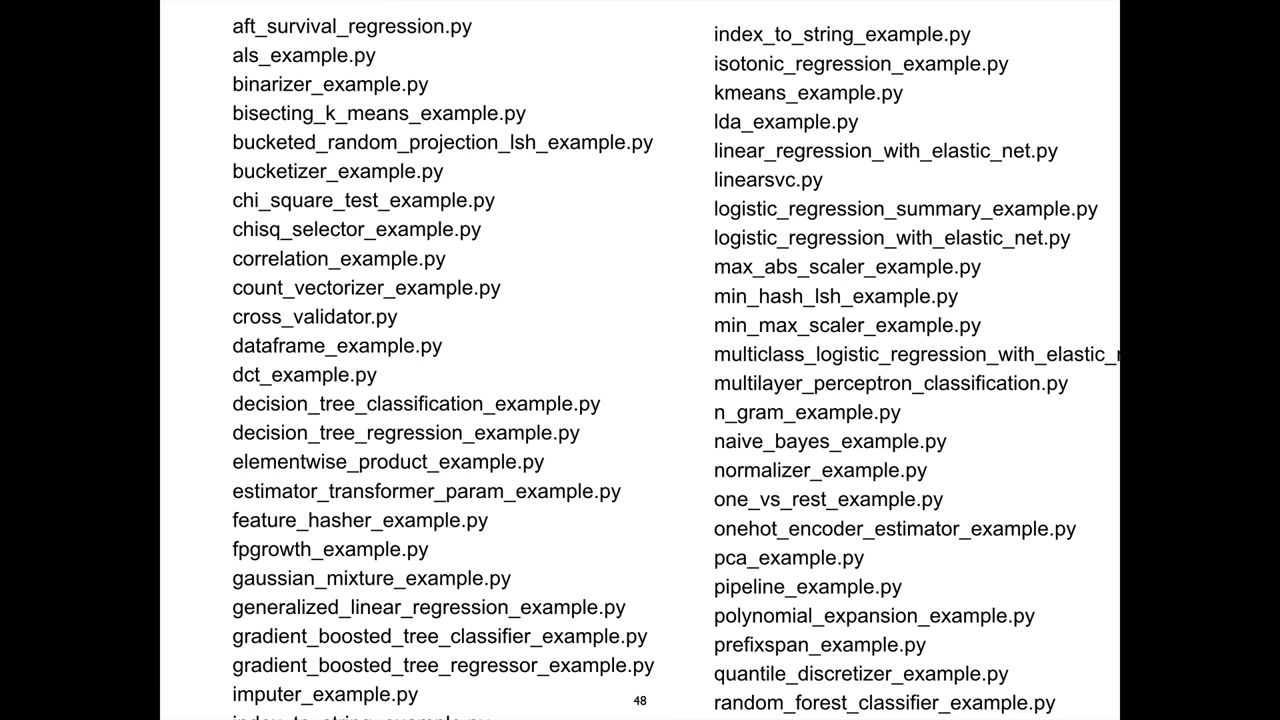 aft_survival_regression.py
als_example.py
binarizer_example.py
bisecting_k_means_example.py
bucketed_random_projection_lsh_example.py
bucketizer_example.py
chi_square_test_example.py
chisq_selector_example.py
correlation_example.py
count_vectorizer_example.py
cross_validator.py
dataframe_example.py
dct_example.py
decision_tree_classification_example.py
decision_tree_regression_example.py
elementwise_product_example.py
estimator_transformer_param_example.py
feature_hasher_example.py
fpgrowth_example.py
gaussian_mixture_example.py
generalized_linear_regression_example.py
gradient_boosted_tree_classifier_example.py
gradient_boosted_tree_regressor_example.py
imputer_example.py
index_to_string_example.py
isotonic_regression_example.py
kmeans_example.py
lda_example.py
linear_regression_with_elastic_net.py
linearsvc.py
logistic_regression_summary_example.py
logistic_regression_with_elastic_net.py
max_abs_scaler_example.py
min_hash_lsh_example.py
min_max_scaler_example.py
multiclass_logistic_regression_with_elastic_
multilayer_perceptron_classification.py
n_gram_example.py
naive_bayes_example.py
normalizer_example.py
one_vs_rest_example.py
onehot_encoder_estimator_example.py
pca_example.py
pipeline_example.py
polynomial_expansion_example.py
prefixspan_example.py
quantile_discretizer_example.py
random_forest_classifier_example.py
48